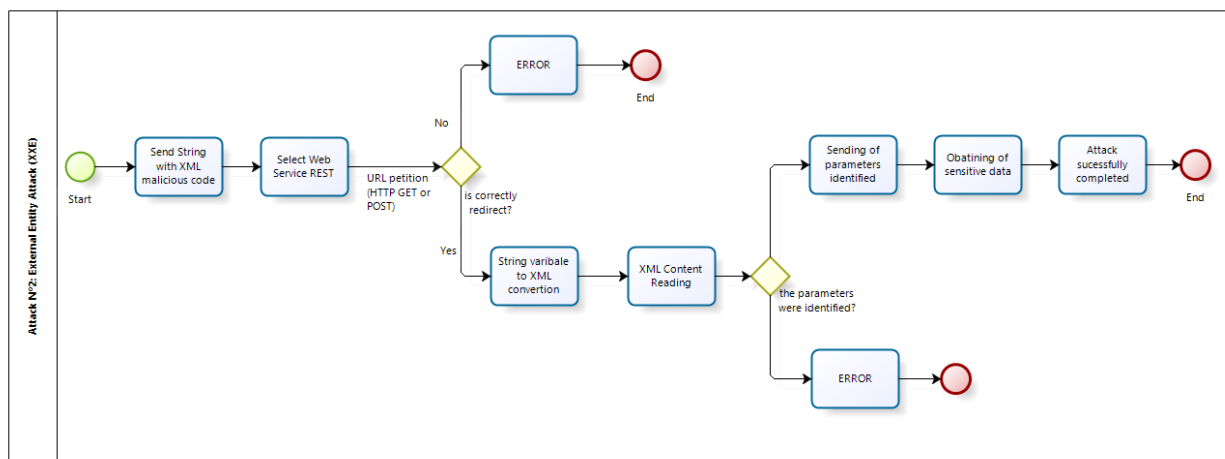 Attack Nº2: External Entity Attack (XXE)
Start
Send String
with XML
malicious code
Select Web
Service REST
URL petition
(HTTP GET or
POST)
is correctly
redirect?
No
ERROR
End
Yes
String varibale
to XML
convertion
XML Content
Reading
the parameters
were identified?
Sending of
parameters
identified
Obatining of
sensitive data
Attack
sucessfully
completed
End
ERROR